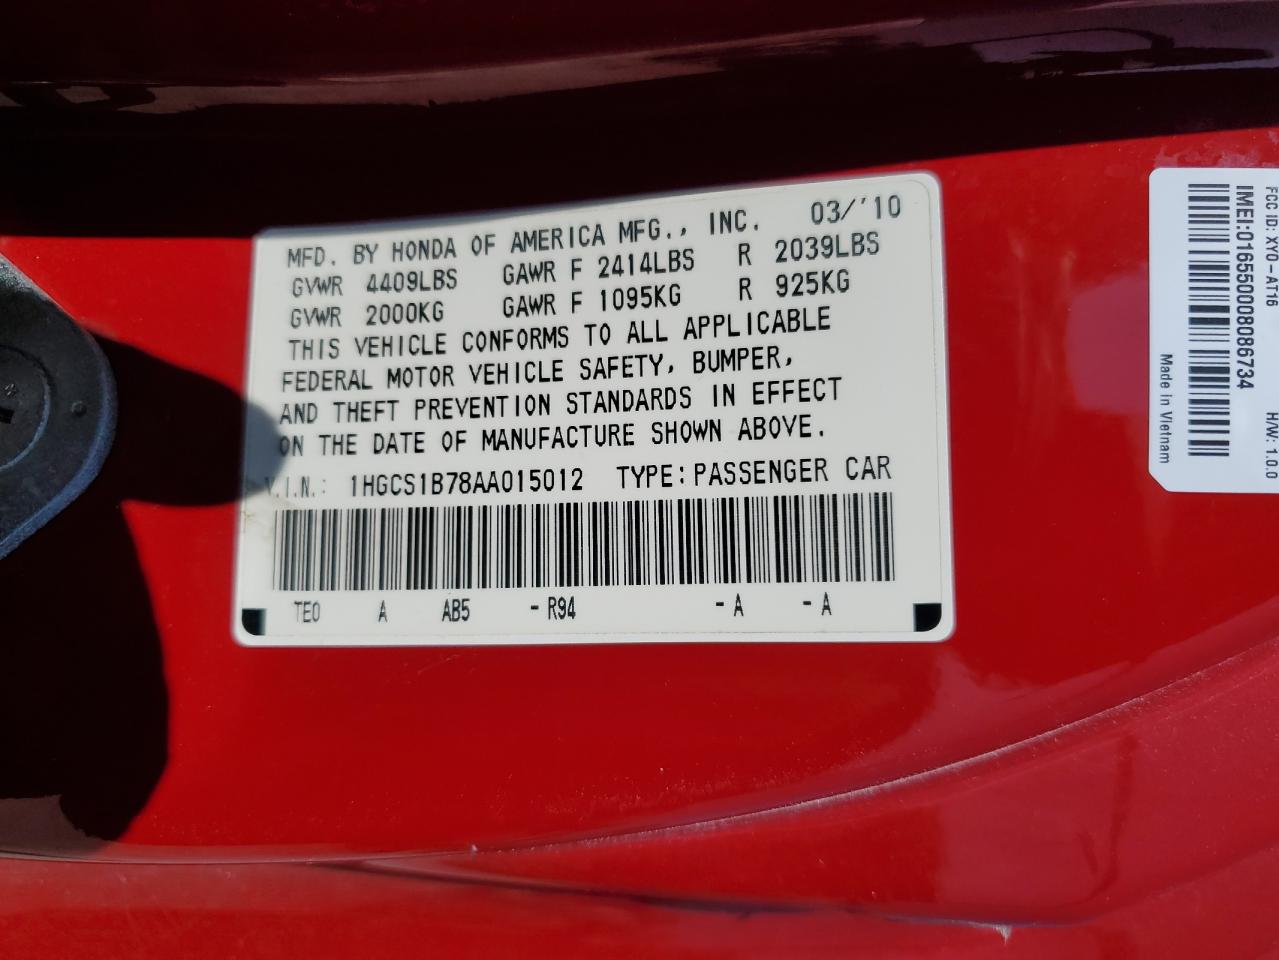 MFD. BY HONDA OF AMERICA MFG., INC. 03/'10
GVWR 4409LBS GAWR F 2414LBS R 2039LBS
GVWR 2000KG GAWR F 1095KG R 925KG
THIS VEHICLE CONFORMS TO ALL APPLICABLE
FEDERAL MOTOR VEHICLE SAFETY, BUMPER,
AND THEFT PREVENTION STANDARDS IN EFFECT
ON THE DATE OF MANUFACTURE SHOWN ABOVE.
V.I.N.: 1HGCS1B78AA015012 TYPE:PASSENGER CAR
TE0 A AB5 -R94 -A -A
FCC ID: XYO-AT16 H/W: 1.0.0
IMEI:016550008086734
Made in Vietnam